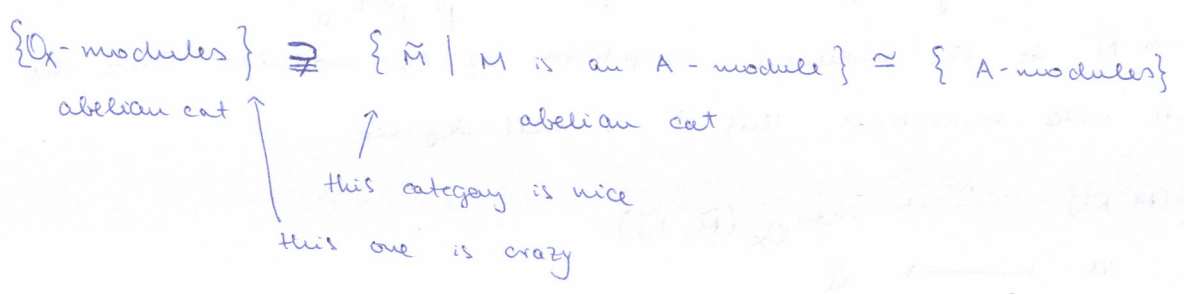 {O_X-modules} ⊋ { M̃ | M is an A-module} ≃ { A-modules}
abelian cat abelian cat
this category is nice
this one is crazy